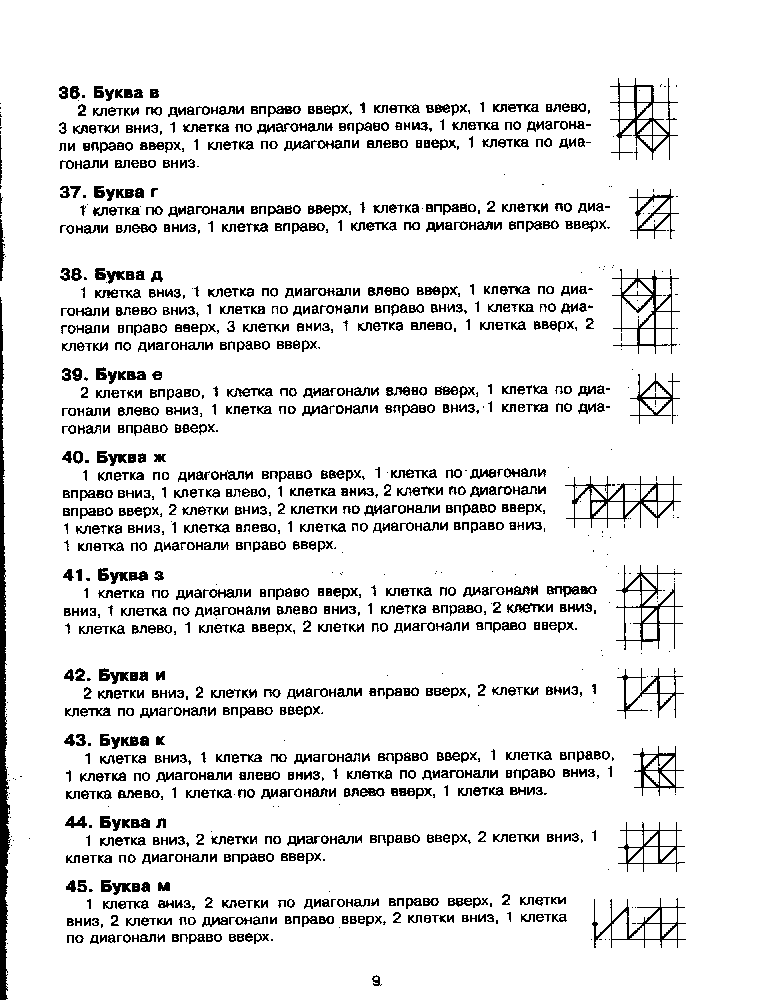 36. Буква в
2 клетки по диагонали вправо вверх, 1 клетка вверх, 1 клетка влево,
3 клетки вниз, 1 клетка по диагонали вправо вниз, 1 клетка по диагона-
ли вправо вверх, 1 клетка по диагонали влево вверх, 1 клетка по диа-
гонали влево вниз.
37. Буква г
1 клетка по диагонали вправо вверх, 1 клетка вправо, 2 клетки по диа-
гонали влево вниз, 1 клетка вправо, 1 клетка по диагонали вправо вверх.
38. Буква д
1 клетка вниз, 1 клетка по диагонали влево вверх, 1 клетка по диа-
гонали влево вниз, 1 клетка по диагонали вправо вниз, 1 клетка по диа-
гонали вправо вверх, 3 клетки вниз, 1 клетка влево, 1 клетка вверх, 2
клетки по диагонали вправо вверх.
39. Буква е
2 клетки вправо, 1 клетка по диагонали влево вверх, 1 клетка по диа-
гонали влево вниз, 1 клетка по диагонали вправо вниз, 1 клетка по диа-
гонали вправо вверх.
40. Буква ж
1 клетка по диагонали вправо вверх, 1 клетка по диагонали
вправо вниз, 1 клетка влево, 1 клетка вниз, 2 клетки по диагонали
вправо вверх, 2 клетки вниз, 2 клетки по диагонали вправо вверх,
1 клетка вниз, 1 клетка влево, 1 клетка по диагонали вправо вниз,
1 клетка по диагонали вправо вверх.
41. Буква з
1 клетка по диагонали вправо вверх, 1 клетка по диагонали вправо
вниз, 1 клетка по диагонали влево вниз, 1 клетка вправо, 2 клетки вниз,
1 клетка влево, 1 клетка вверх, 2 клетки по диагонали вправо вверх.
42. Буква и
2 клетки вниз, 2 клетки по диагонали вправо вверх, 2 клетки вниз, 1
клетка по диагонали вправо вверх.
43. Буква к
1 клетка вниз, 1 клетка по диагонали вправо вверх, 1 клетка вправо,
1 клетка по диагонали влево вниз, 1 клетка по диагонали вправо вниз, 1
клетка влево, 1 клетка по диагонали влево вверх, 1 клетка вниз.
44. Буква л
1 клетка вниз, 2 клетки по диагонали вправо вверх, 2 клетки вниз, 1
клетка по диагонали вправо вверх.
45. Буква м
1 клетка вниз, 2 клетки по диагонали вправо вверх, 2 клетки
вниз, 2 клетки по диагонали вправо вверх, 2 клетки вниз, 1 клетка
по диагонали вправо вверх.
9